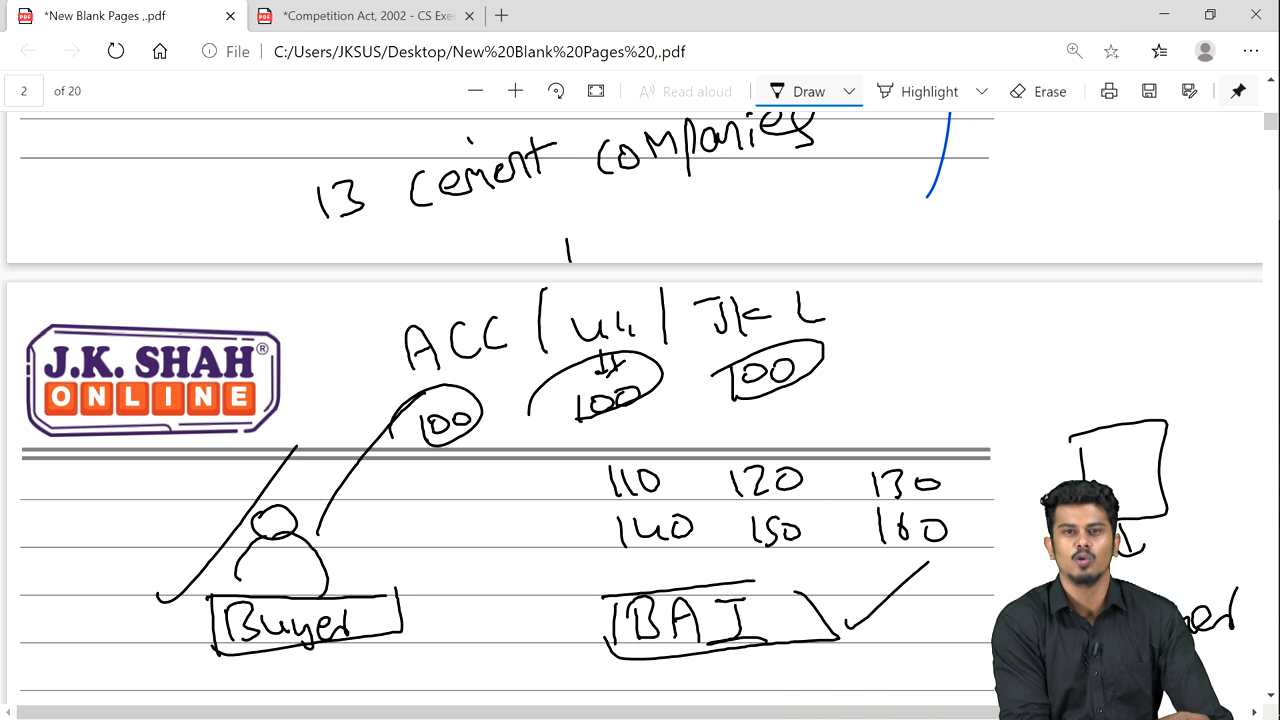 *New Blank Pages ,.pdf
*Competition Act, 2002 - CS Exe
File C:/Users/JKSUS/Desktop/New%20Blank%20Pages%20,.pdf
2 of 20 Read aloud Draw Highlight Erase
13 cement companies
ACC | | JKL
100 100 100
J.K. SHAH®
ONLINE
110 120 130
140 150 160
Buyer BAI